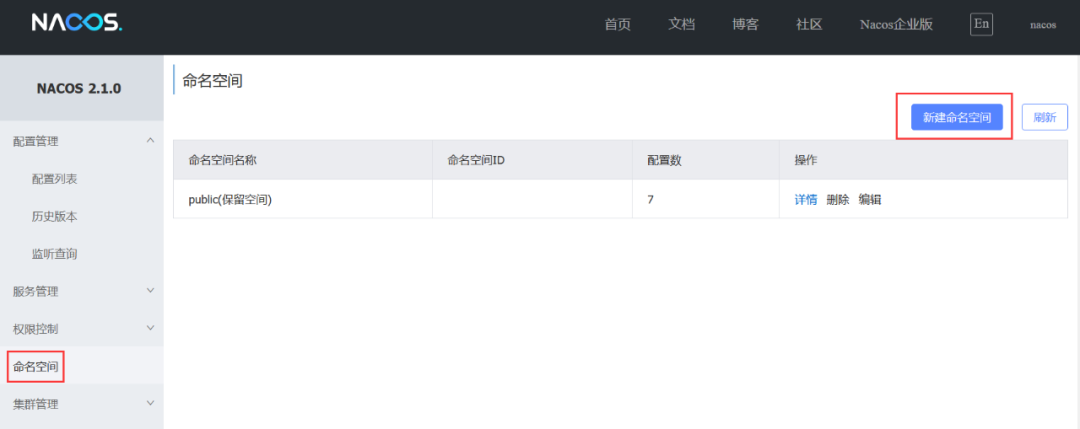 NACOS.
首页 文档 博客 社区 Nacos企业版 En nacos
NACOS 2.1.0
配置管理
配置列表
历史版本
监听查询
服务管理
权限控制
命名空间
集群管理
命名空间
新建命名空间 刷新
命名空间名称 命名空间ID 配置数 操作
public(保留空间) 7 详情 删除 编辑